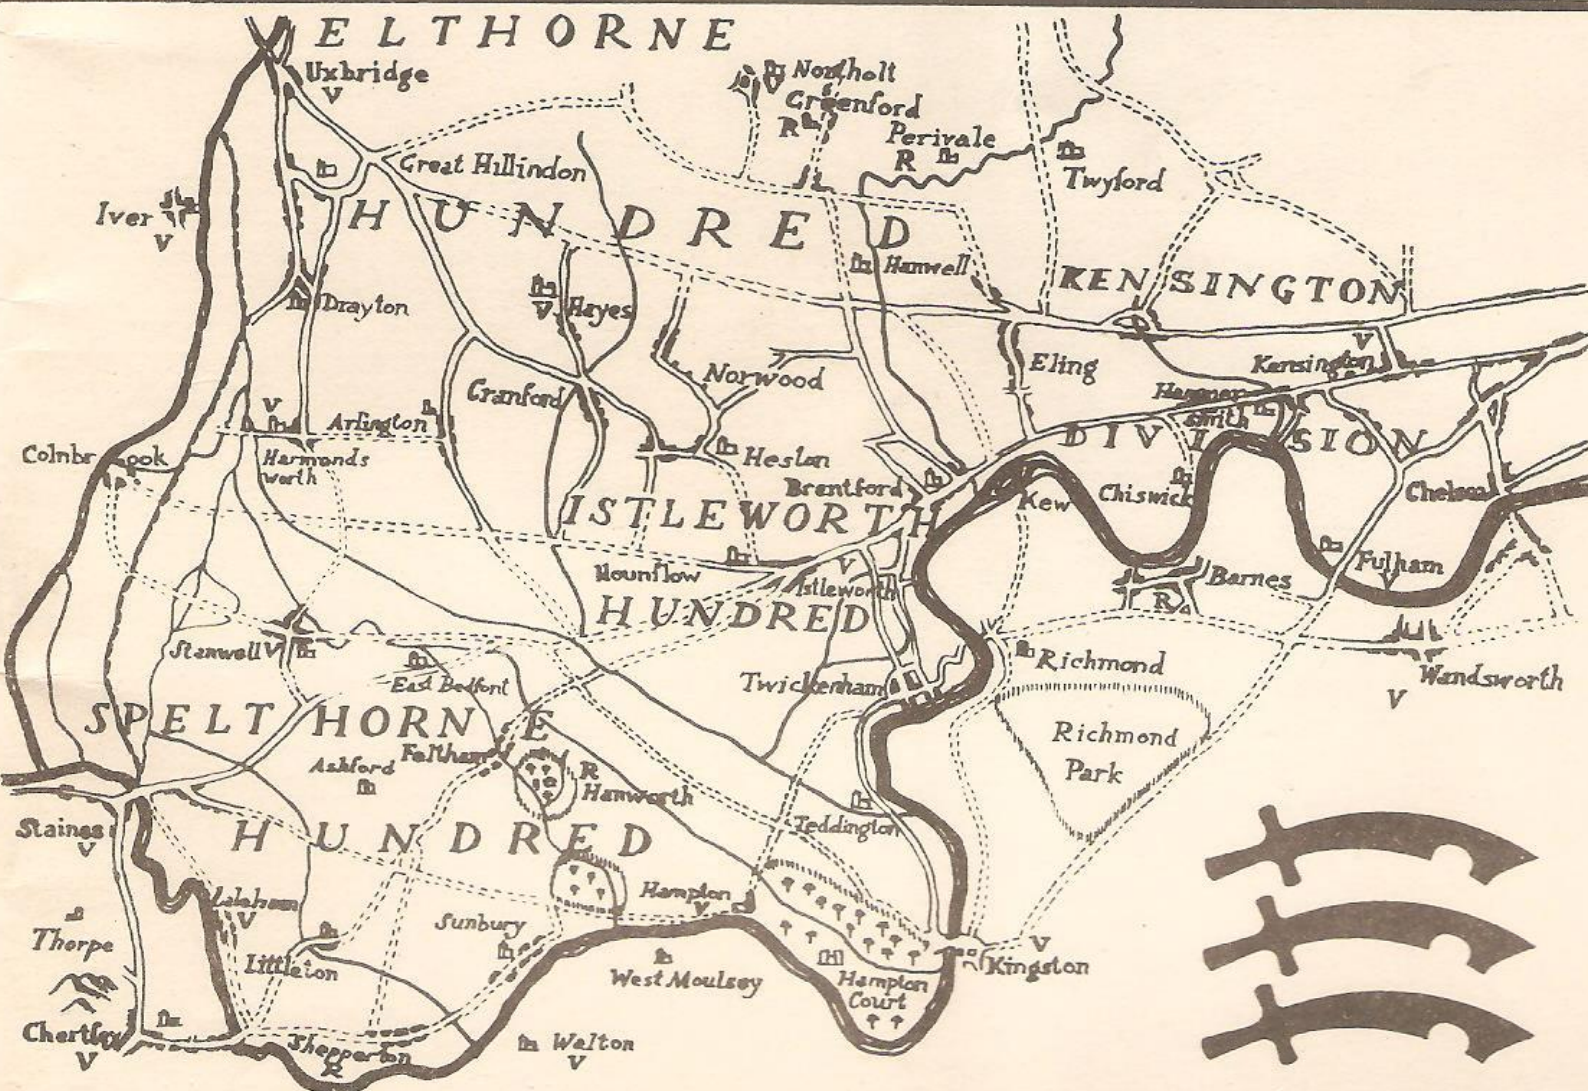 ELTHORNE
Uxbridge
V
Northolt
V
Greenford
R
Perivale
R
Twyford
Great Hillindon
Iver
V
HUNDRED
Hanwell
KENSINGTON
Drayton
Hayes
V
Eling
V
Kensington
Norwood
Cranford
Hammer
smith
V
Arlington
DIVISION
Colnbrook
Harmonds
worth
Heston
Brentford
Kew
Chiswick
Chelsea
ISTLEWORTH
Hounslow
V
Istleworth
Barnes
R
Fulham
V
HUNDRED
Stanwell V
East Bedfont
Twickenham
Richmond
Wandsworth
V
SPELTHORNE
Feltham
Ashford
R
Hanworth
Richmond
Park
Staines
V
HUNDRED
Teddington
Laleham
V
Hampton
V
Sunbury
Thorpe
Littleton
West Moulsey
Hampton
Court
V
Kingston
Chertsey
V
Shepperton
R
Walton
V